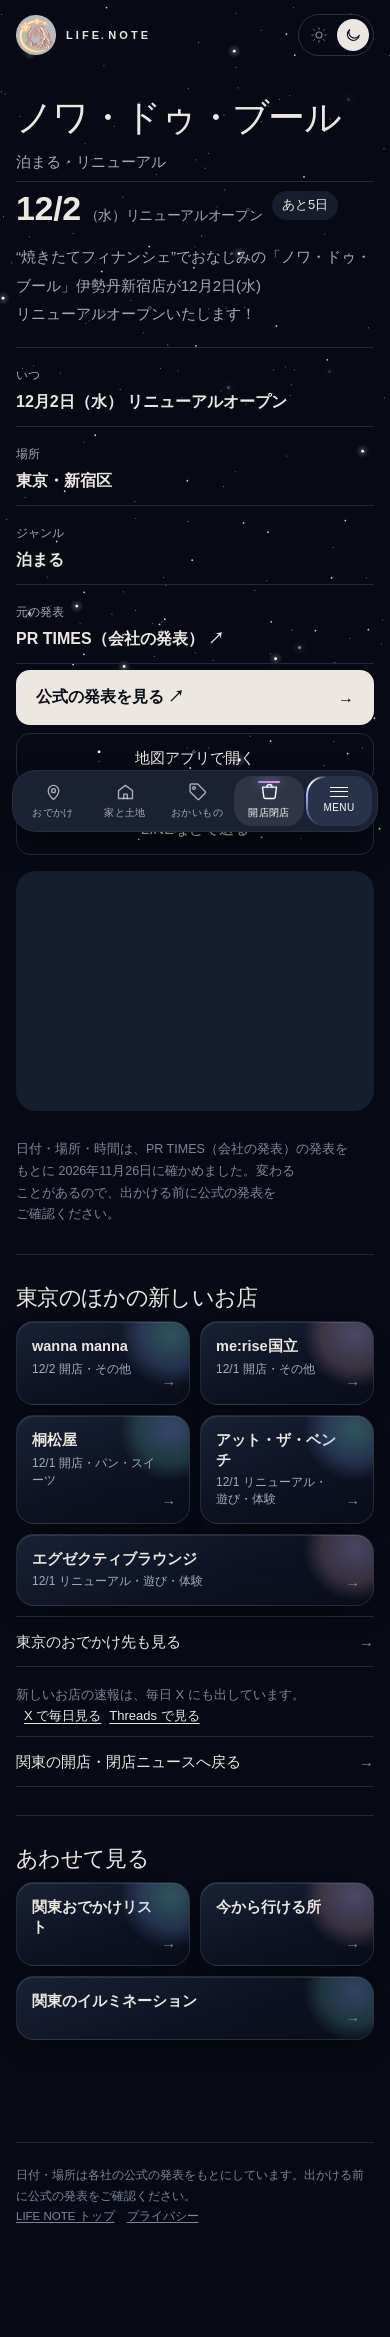 LIFE NOTE
ノワ・ドゥ・ブール
泊まる・リニューアル
12/2 （水）リニューアルオープン あと5日
“焼きたてフィナンシェ”でおなじみの「ノワ・ドゥ・
ブール」伊勢丹新宿店が12月2日(水)
リニューアルオープンいたします！
いつ
12月2日（水） リニューアルオープン
場所
東京・新宿区
ジャンル
泊まる
元の発表
PR TIMES（会社の発表） ↗
公式の発表を見る ↗ →
地図アプリで開く
おでかけ 家と土地 おかいもの 開店閉店 MENU
日付・場所・時間は、PR TIMES（会社の発表）の発表を
もとに 2026年11月26日に確かめました。変わる
ことがあるので、出かける前に公式の発表を
ご確認ください。
東京のほかの新しいお店
wanna manna
12/2 開店・その他
→
me:rise国立
12/1 開店・その他
→
桐松屋
12/1 開店・パン・スイ
ーツ
→
アット・ザ・ベン
チ
12/1 リニューアル・
遊び・体験
→
エグゼクティブラウンジ
12/1 リニューアル・遊び・体験
→
東京のおでかけ先も見る →
新しいお店の速報は、毎日 X にも出しています。
X で毎日見る Threads で見る
関東の開店・閉店ニュースへ戻る →
あわせて見る
関東おでかけリス
ト
→
今から行ける所
→
関東のイルミネーション
→
日付・場所は各社の公式の発表をもとにしています。出かける前
に公式の発表をご確認ください。
LIFE NOTE トップ プライバシー